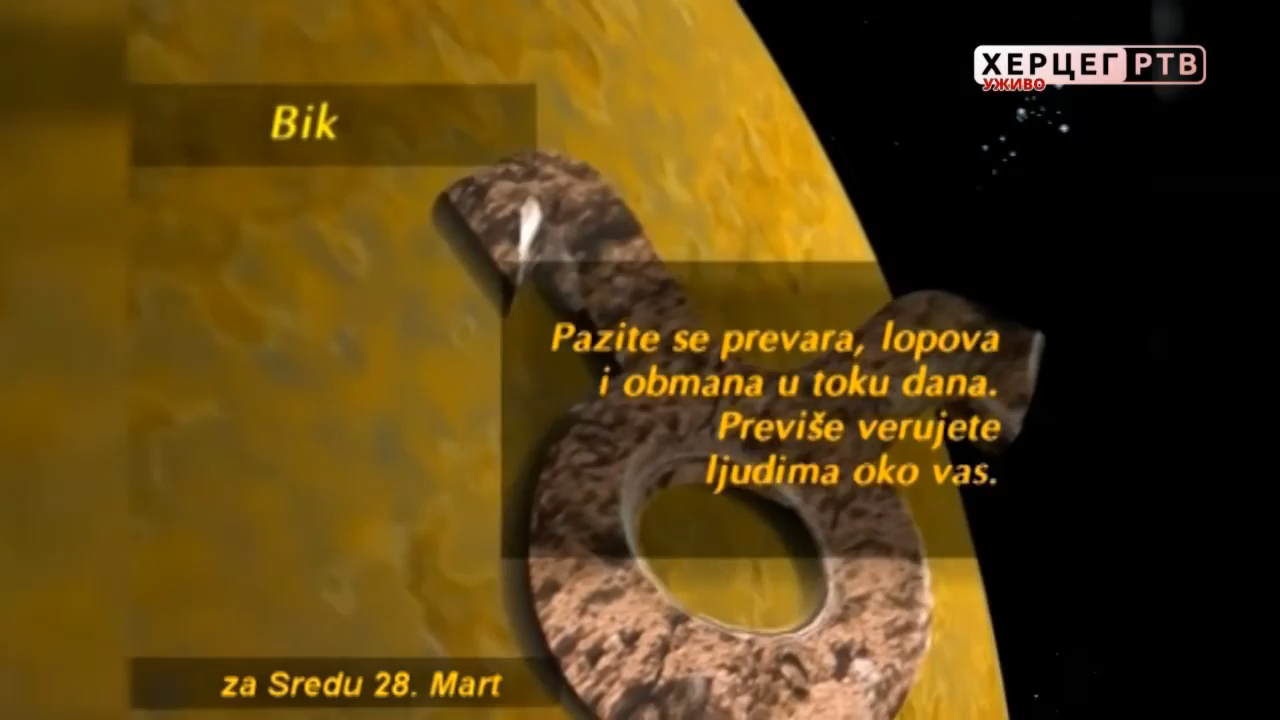 ХЕРЦЕГ РТВ
УЖИВО
Bik
Pazite se prevara, lopova
i obmana u toku dana.
Previše verujete
ljudima oko vas.
za Sredu 28. Mart